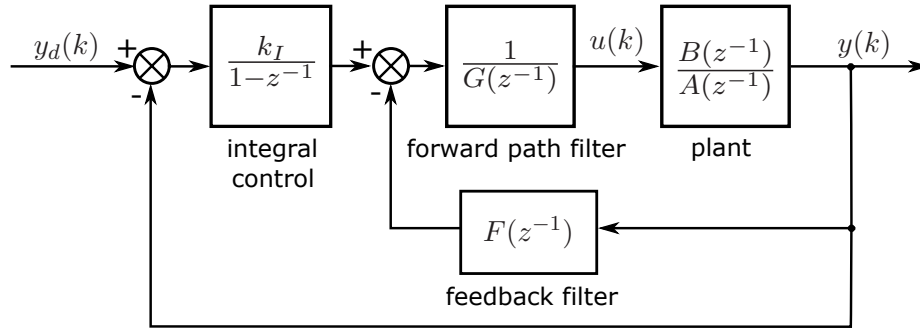 y_d(k)
+
-
k_I
1-z^{-1}
integral
control
+
-
1
G(z^{-1})
forward path filter
u(k)
B(z^{-1})
A(z^{-1})
plant
y(k)
F(z^{-1})
feedback filter